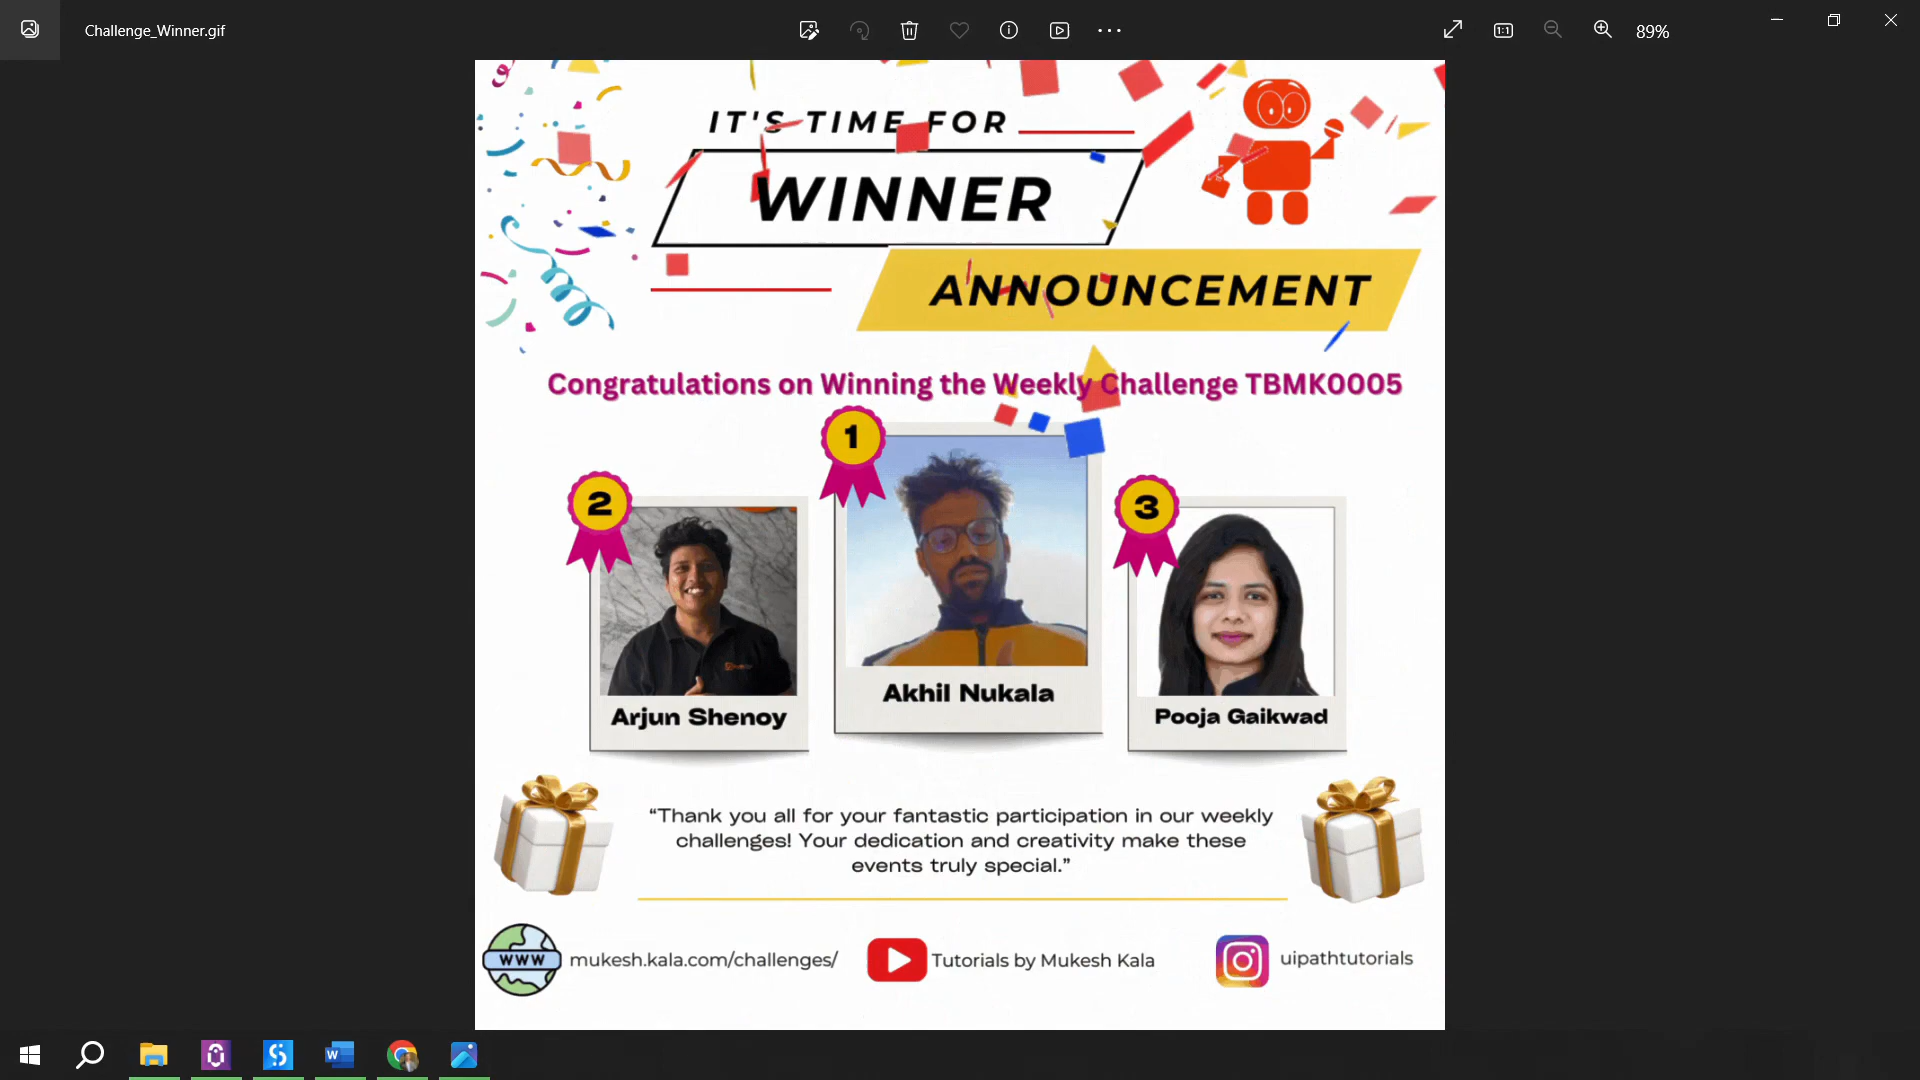 Challenge_Winner.gif
89%
IT'S TIME FOR
WINNER
ANNOUNCEMENT
Congratulations on Winning the Weekly Challenge TBMK0005
1
2
3
Akhil Nukala
Arjun Shenoy
Pooja Gaikwad
“Thank you all for your fantastic participation in our weekly
challenges! Your dedication and creativity make these
events truly special.”
WWW
mukesh.kala.com/challenges/
Tutorials by Mukesh Kala
uipathtutorials